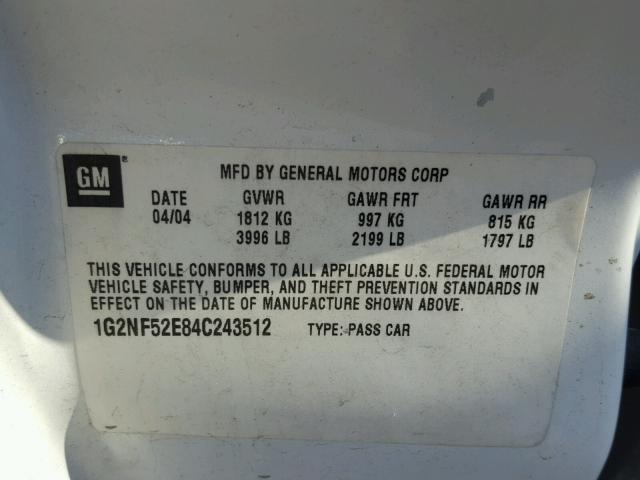 GM®
MFD BY GENERAL MOTORS CORP
DATE GVWR GAWR FRT GAWR RR
04/04 1812 KG 997 KG 815 KG
3996 LB 2199 LB 1797 LB
THIS VEHICLE CONFORMS TO ALL APPLICABLE U.S. FEDERAL MOTOR
VEHICLE SAFETY, BUMPER, AND THEFT PREVENTION STANDARDS IN
EFFECT ON THE DATE OF MANUFACTURE SHOWN ABOVE.
1G2NF52E84C243512 TYPE: PASS CAR